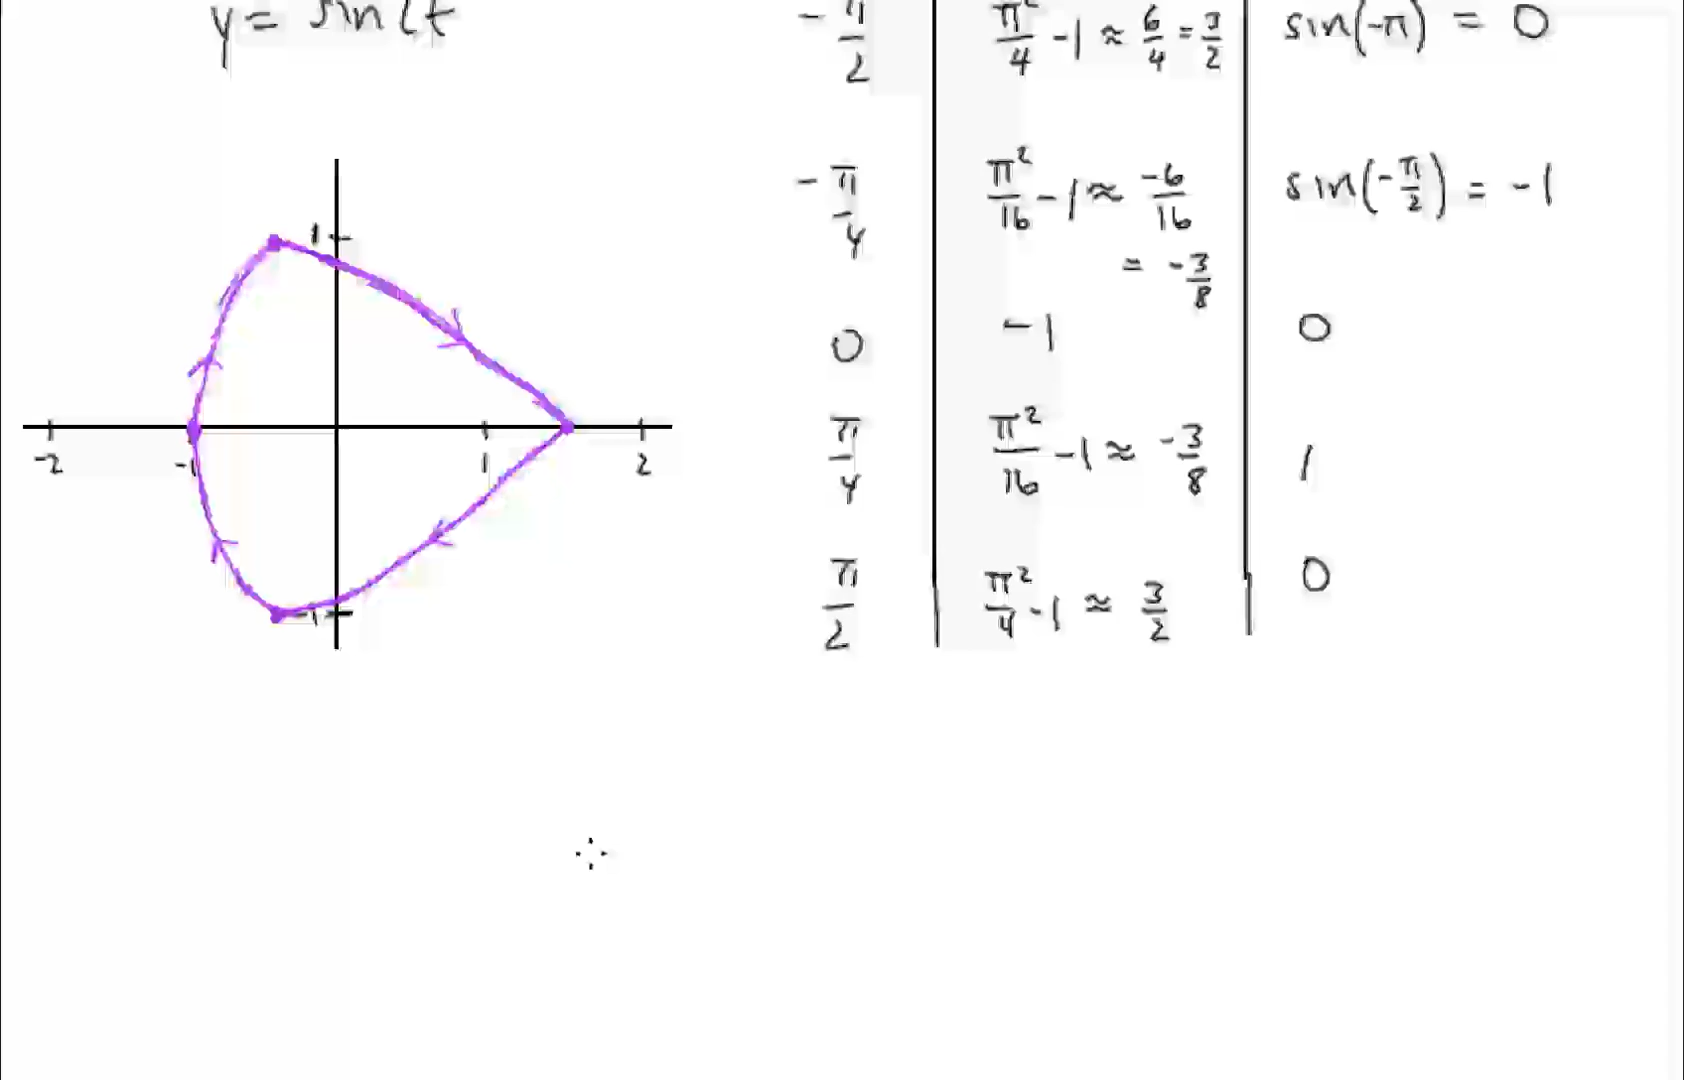 y = sin(t
-π/2 π²/4 -1 ≈ 6/4 = 3/2 sin(-π) = 0
-π/4 π²/16 -1 ≈ -6/16 sin(-π/2) = -1
= -3/8
0 -1 0
π/4 π²/16 -1 ≈ -3/8 1
π/2 π²/4 -1 ≈ 3/2 0
1
-2 -1 1 2
-1